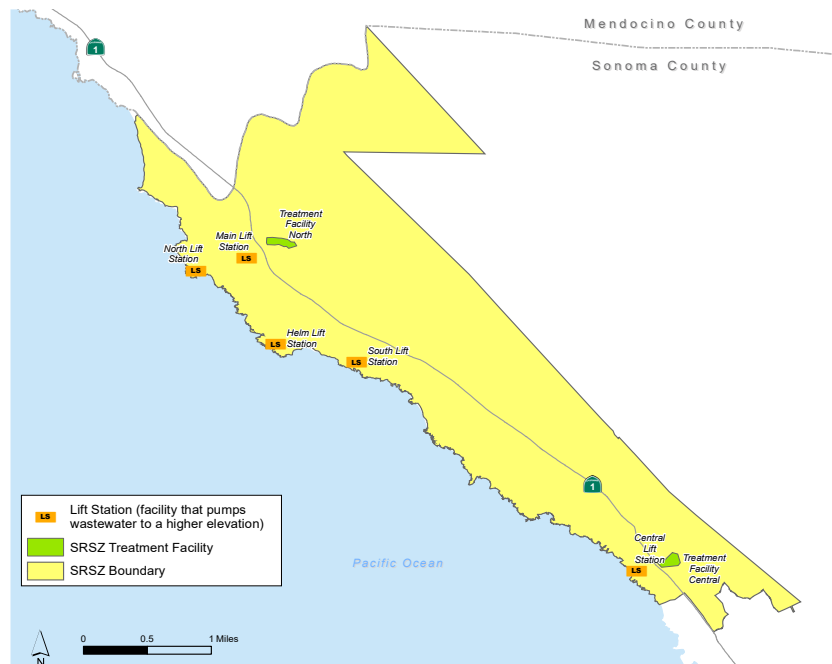 Mendocino County
1
Sonoma County
Treatment
Facility
North
Main Lift
Station
LS
North Lift
Station
LS
Helm Lift
Station
LS
South Lift
Station
LS
1
Central
Lift
Station
LS
Treatment
Facility
Central
Pacific Ocean
LS
Lift Station (facility that pumps
wastewater to a higher elevation)
SRSZ Treatment Facility
SRSZ Boundary
N
0 0.5 1 Miles